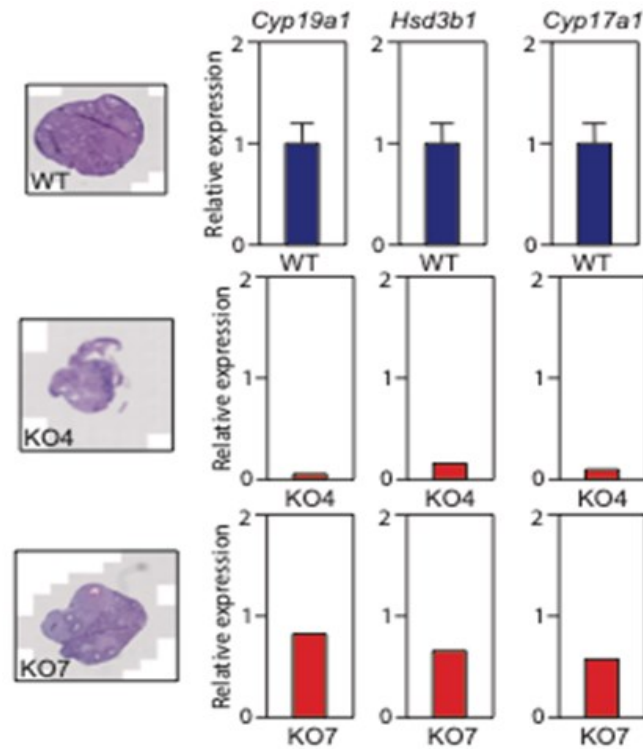 Cyp19a1 Hsd3b1 Cyp17a1
2 2 2
Relative expression
1 1 1
WT
0 0 0
WT WT WT
2 2 2
Relative expression
1 1 1
KO4
0 0 0
KO4 KO4 KO4
2 2 2
Relative expression
1 1 1
KO7
0 0 0
KO7 KO7 KO7